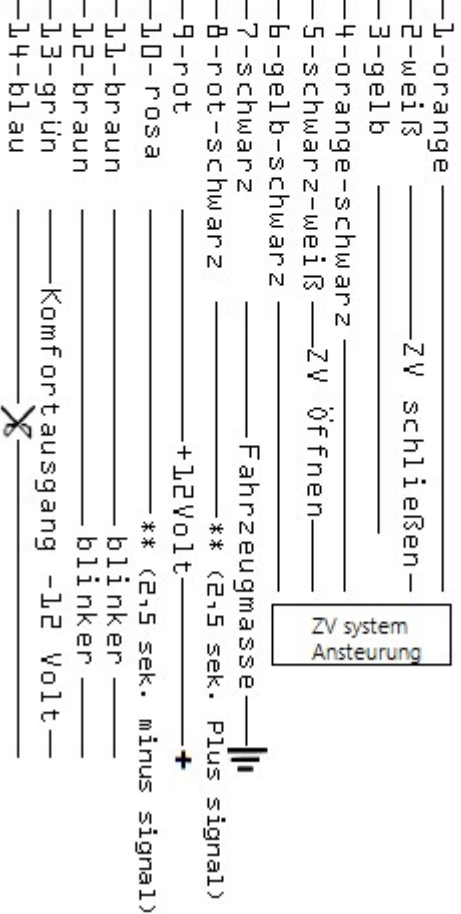 1-orange
2-weiß ZV schließen
3-gelb
4-orange-schwarz
5-schwarz-weiß ZV Öffnen
6-gelb-schwarz
7-schwarz Fahrzeugmasse
8-rot-schwarz ** (2,5 sek. Plus signal)
9-rot +12Volt +
10-rosa ** (2,5 sek. minus signal)
11-braun blinker
12-braun blinker
13-grün Komfortausgang -12 Volt
14-blau
ZV system
Ansteurung